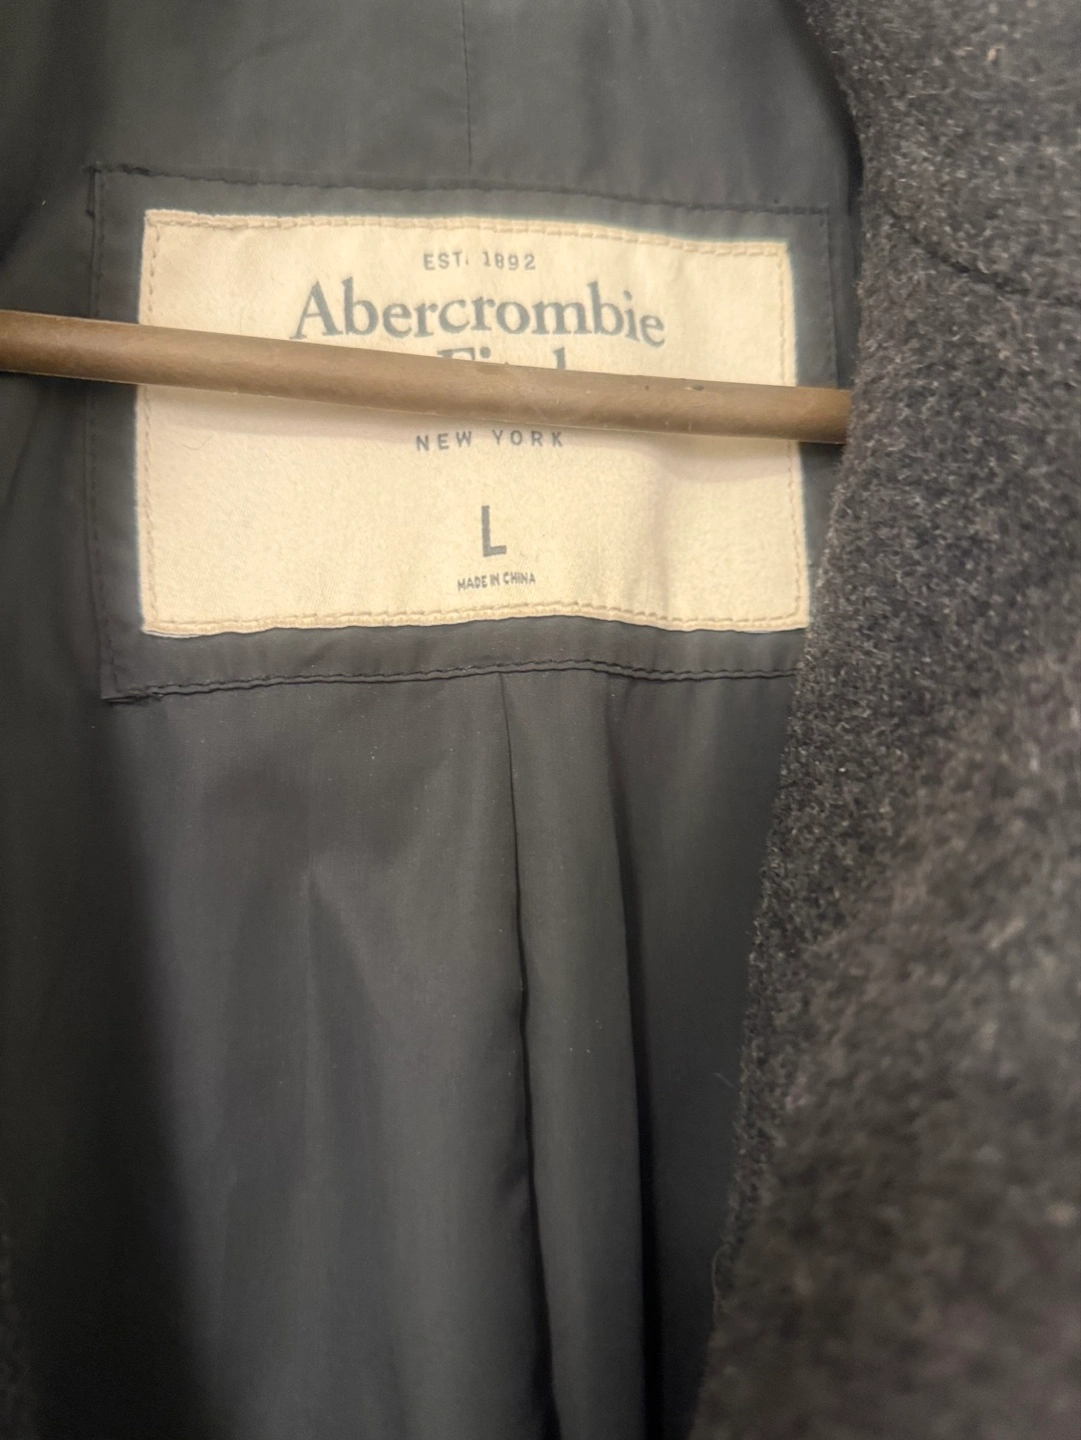 EST. 1892
Abercrombie
NEW YORK
L
MADE IN CHINA